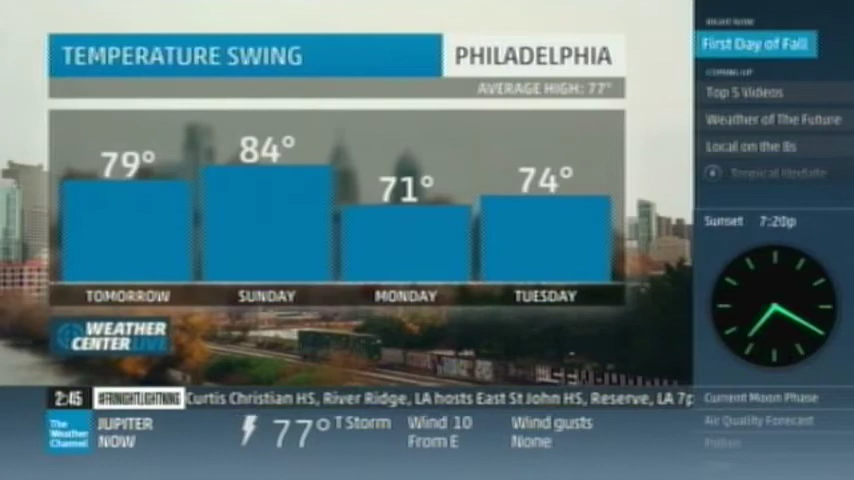 TEMPERATURE SWING
PHILADELPHIA
AVERAGE HIGH: 77°
79°
84°
71°
74°
TOMORROW
SUNDAY
MONDAY
TUESDAY
WEATHER
CENTER LIVE
RIGHT NOW
First Day of Fall
COMING UP
Top 5 Videos
Weather of The Future
Local on the 8s
Tropical Update
Sunset 7:20p
2:45
#FRINIGHTLIGHTNING
Curtis Christian HS, River Ridge, LA hosts East St John HS, Reserve, LA 7p
The
Weather
Channel
JUPITER
NOW
77° T Storm
Wind 10
From E
Wind gusts
None
Current Moon Phase
Air Quality Forecast
Pollen